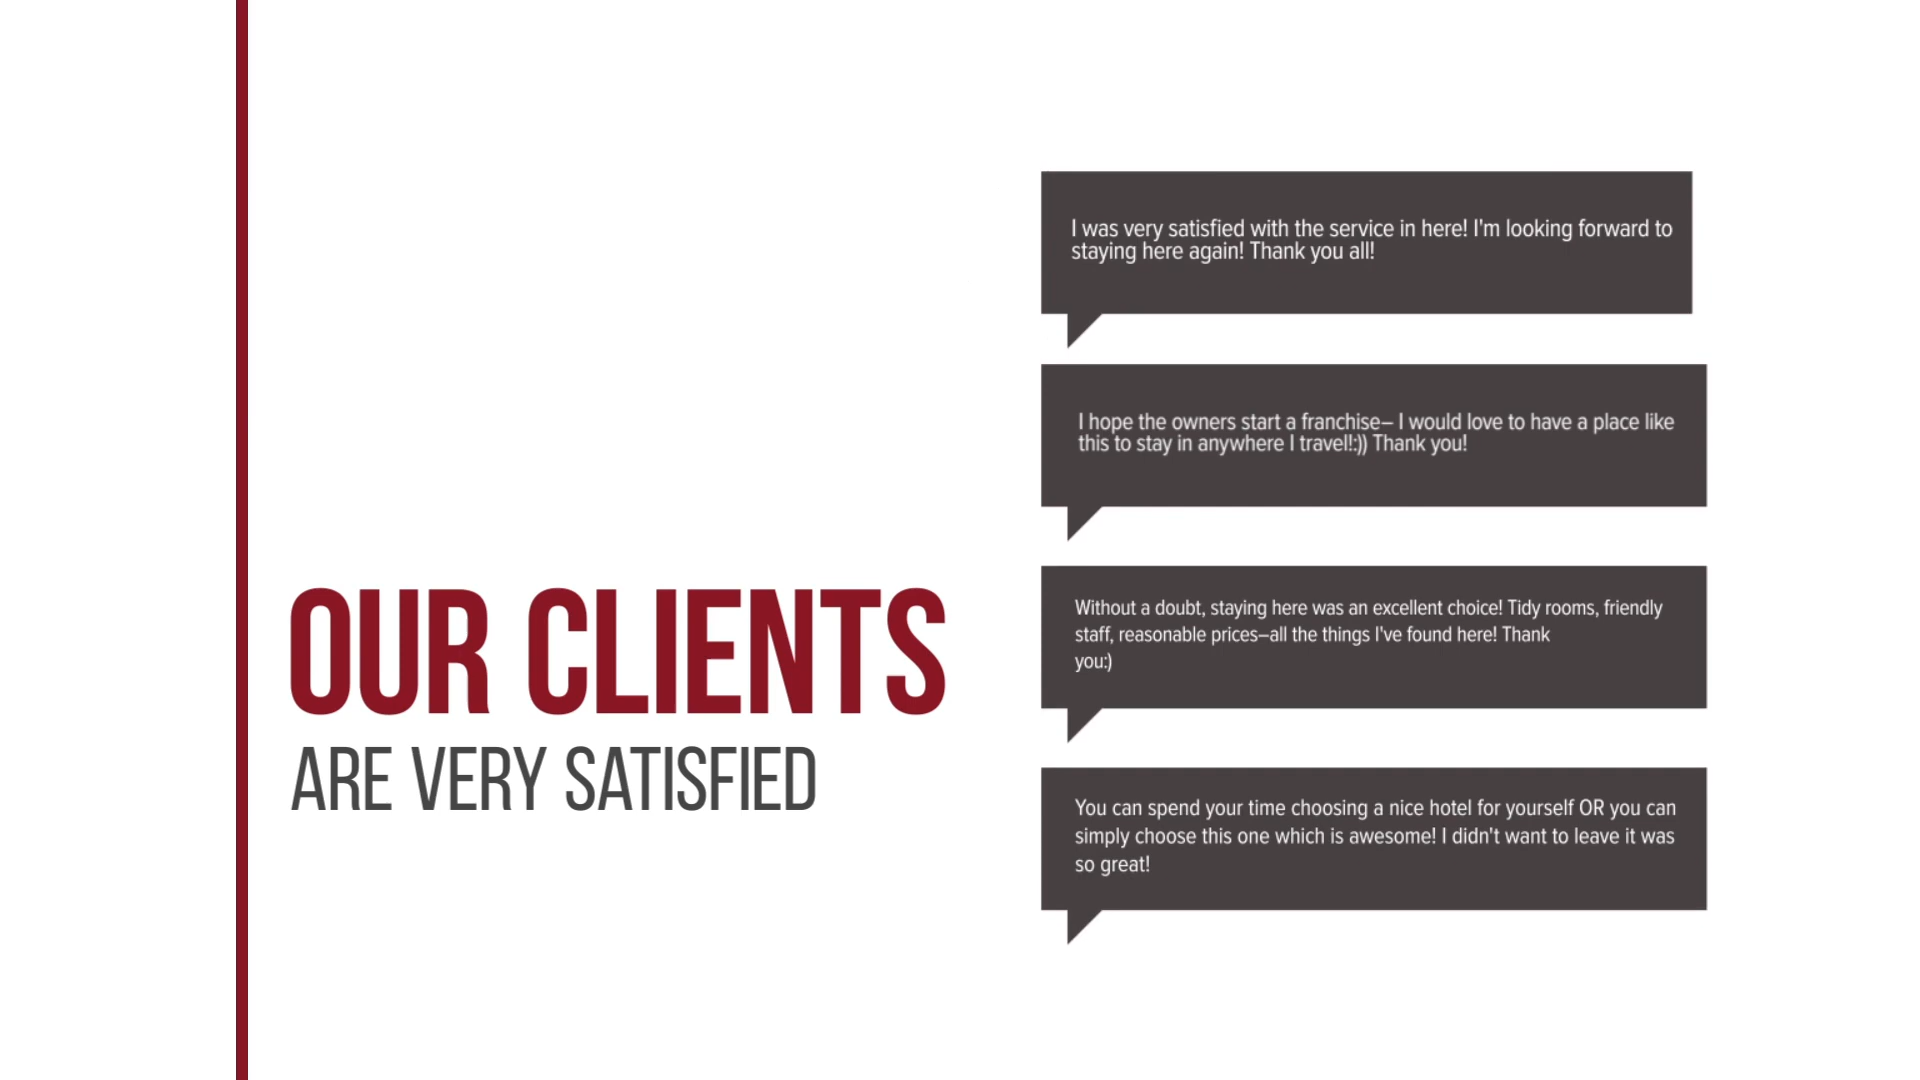 OUR CLIENTS
ARE VERY SATISFIED
I was very satisfied with the service in here! I'm looking forward to
staying here again! Thank you all!
I hope the owners start a franchise– I would love to have a place like
this to stay in anywhere I travel!:)) Thank you!
Without a doubt, staying here was an excellent choice! Tidy rooms, friendly
staff, reasonable prices–all the things I've found here! Thank
you:)
You can spend your time choosing a nice hotel for yourself OR you can
simply choose this one which is awesome! I didn't want to leave it was
so great!